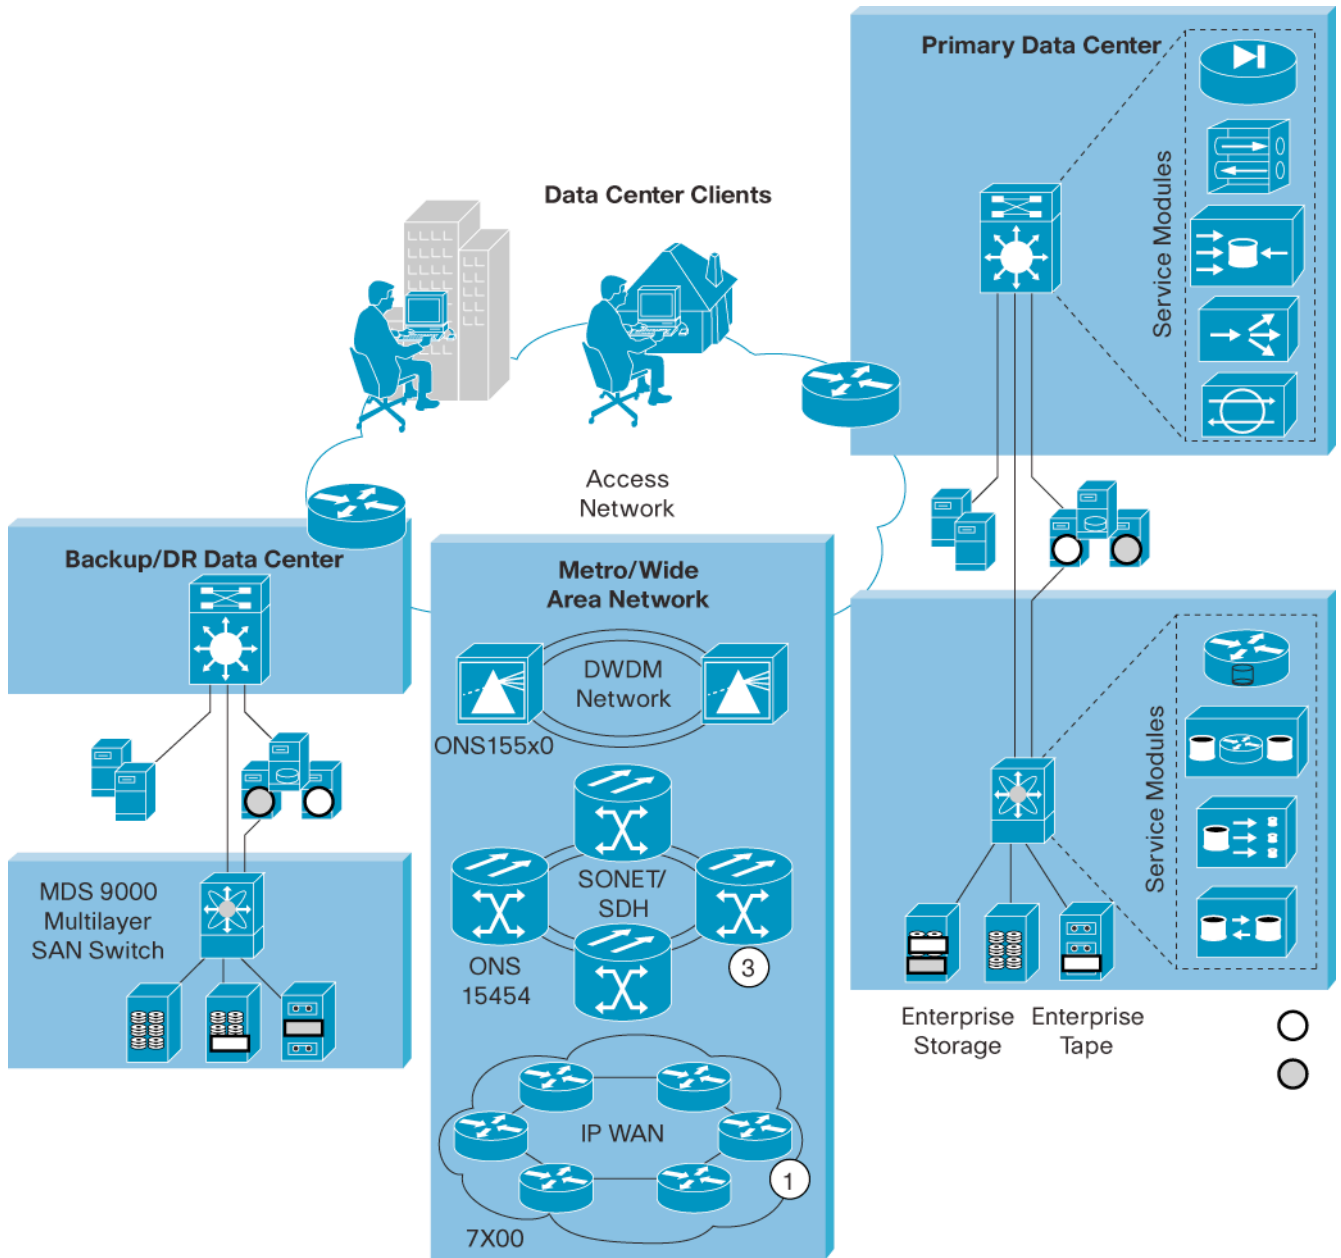 Primary Data Center
Service Modules
Data Center Clients
Access
Network
Backup/DR Data Center
Metro/Wide
Area Network
DWDM
Network
ONS155x0
SONET/
SDH
ONS
15454
3
IP WAN
1
7X00
MDS 9000
Multilayer
SAN Switch
Service Modules
Enterprise
Storage
Enterprise
Tape